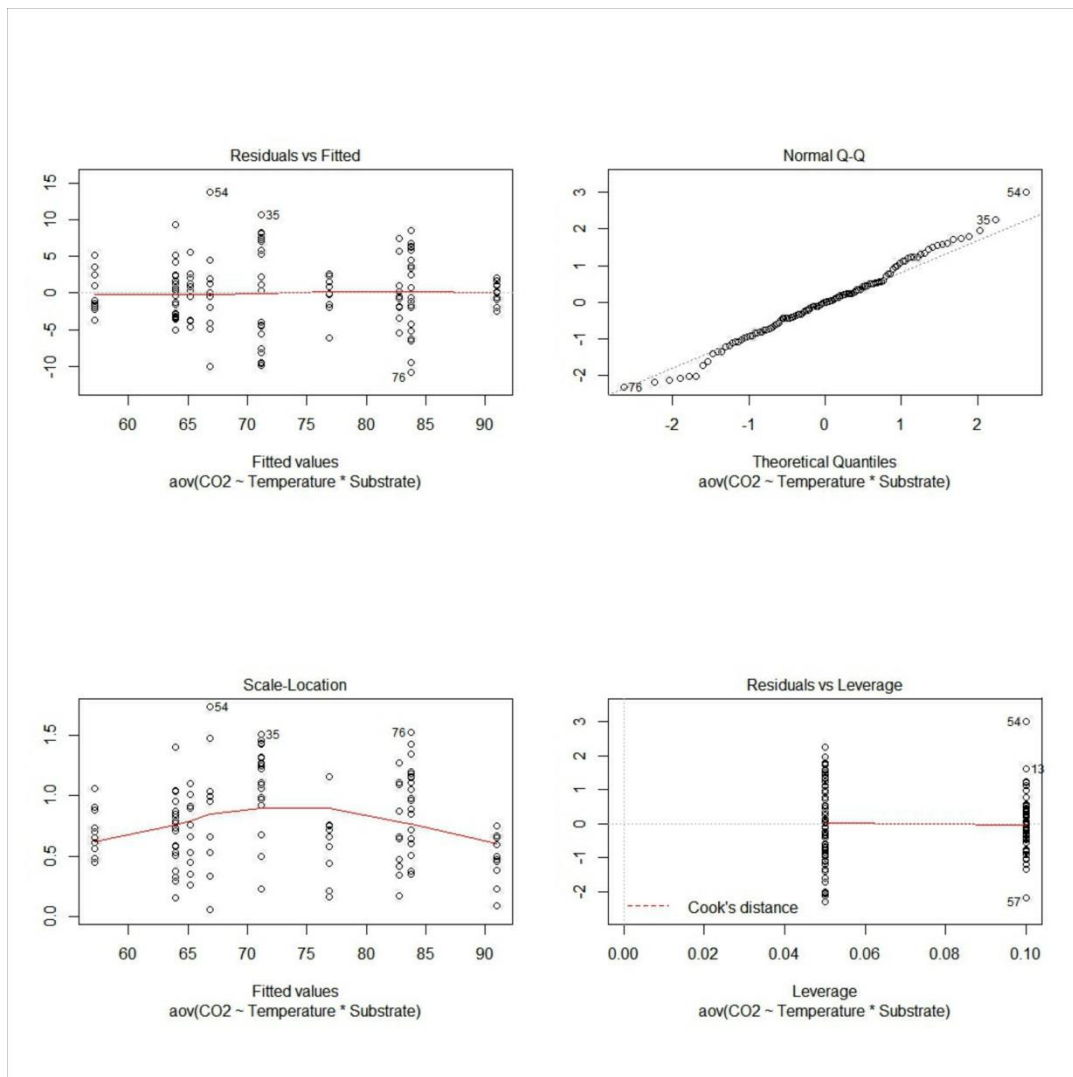 Residuals vs Fitted
15
10
5
0
-5
-10
54
35
76
60 65 70 75 80 85 90
Fitted values
aov(CO2 ~ Temperature * Substrate)
Normal Q-Q
3
2
1
0
-1
-2
54
35
76
-2 -1 0 1 2
Theoretical Quantiles
aov(CO2 ~ Temperature * Substrate)
Scale-Location
1.5
1.0
0.5
0.0
54
35
76
60 65 70 75 80 85 90
Fitted values
aov(CO2 ~ Temperature * Substrate)
Residuals vs Leverage
3
2
1
0
-1
-2
54
13
57
Cook's distance
0.00 0.02 0.04 0.06 0.08 0.10
Leverage
aov(CO2 ~ Temperature * Substrate)